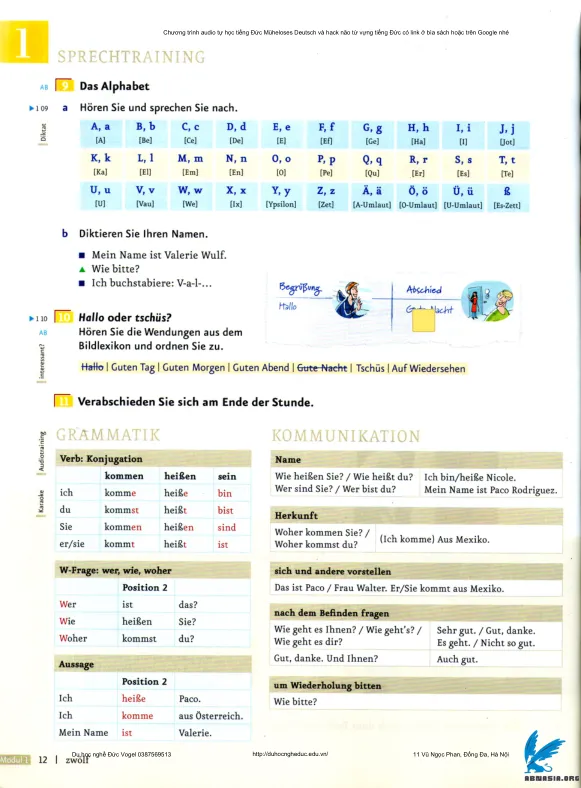 Chương trình audio tự học tiếng Đức Müheloses Deutsch và hack não từ vựng tiếng Đức có link ở bìa sách hoặc trên Google nhé
1
SPRECHTRAINING
AB 9 Das Alphabet
▶1 09 a Hören Sie und sprechen Sie nach.
Diktat
A, a B, b C, c D, d E, e F, f G, g H, h I, i J, j
[A] [Be] [Ce] [De] [E] [Ef] [Ge] [Ha] [I] [Jot]
K, k L, l M, m N, n O, o P, p Q, q R, r S, s T, t
[Ka] [El] [Em] [En] [O] [Pe] [Qu] [Er] [Es] [Te]
U, u V, v W, w X, x Y, y Z, z Ä, ä Ö, ö Ü, ü ß
[U] [Vau] [We] [Ix] [Ypsilon] [Zet] [A-Umlaut] [O-Umlaut] [U-Umlaut] [Es-Zett]
b Diktieren Sie Ihren Namen.
■ Mein Name ist Valerie Wulf.
▲ Wie bitte?
■ Ich buchstabiere: V-a-l-...
Begrüßung
Hallo
Abschied
Nacht
▶1 10 10 Hallo oder tschüs?
AB Hören Sie die Wendungen aus dem
Bildlexikon und ordnen Sie zu.
interessant?
Hallo | Guten Tag | Guten Morgen | Guten Abend | Gute Nacht | Tschüs | Auf Wiedersehen
11 Verabschieden Sie sich am Ende der Stunde.
GRAMMATIK
Audiotraining
Karaoke
Verb: Konjugation
kommen heißen sein
ich komme heiße bin
du kommst heißt bist
Sie kommen heißen sind
er/sie kommt heißt ist
W-Frage: wer, wie, woher
Position 2
Wer ist das?
Wie heißen Sie?
Woher kommst du?
Aussage
Position 2
Ich heiße Paco.
Ich komme aus Österreich.
Mein Name ist Valerie.
KOMMUNIKATION
Name
Wie heißen Sie? / Wie heißt du? Ich bin/heiße Nicole.
Wer sind Sie? / Wer bist du? Mein Name ist Paco Rodriguez.
Herkunft
Woher kommen Sie? /
Woher kommst du? (Ich komme) Aus Mexiko.
sich und andere vorstellen
Das ist Paco / Frau Walter. Er/Sie kommt aus Mexiko.
nach dem Befinden fragen
Wie geht es Ihnen? / Wie geht's? / Sehr gut. / Gut, danke.
Wie geht es dir? Es geht. / Nicht so gut.
Gut, danke. Und Ihnen? Auch gut.
um Wiederholung bitten
Wie bitte?
Modul 1 12 | zwölf
Du học nghề Đức Vogel 0387569513
http://duhocngheduc.edu.vn/
11 Vũ Ngọc Phan, Đống Đa, Hà Nội